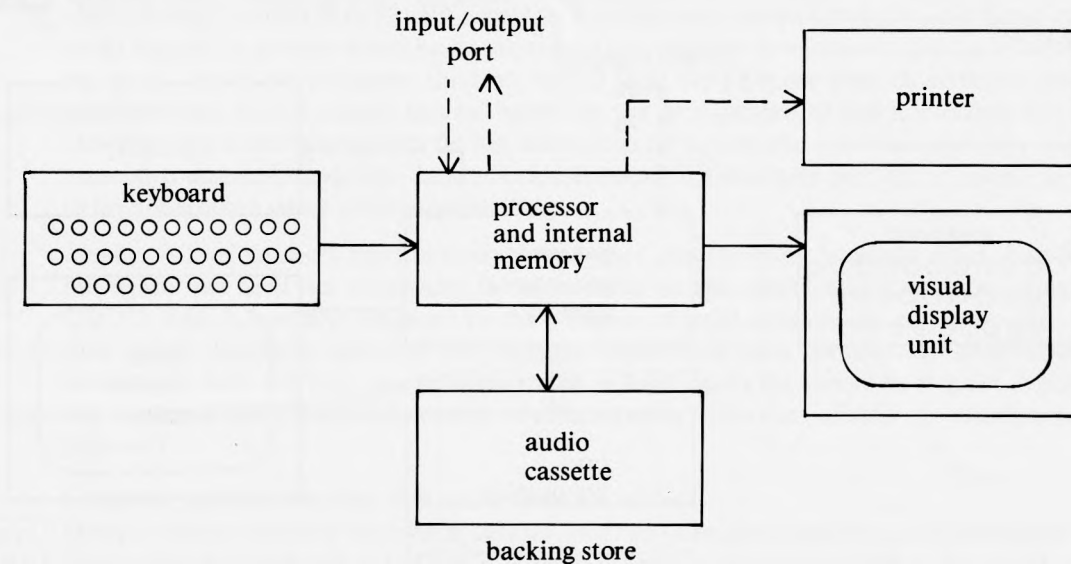 input/output
port
printer
keyboard
processor
and internal
memory
visual
display
unit
audio
cassette
backing store